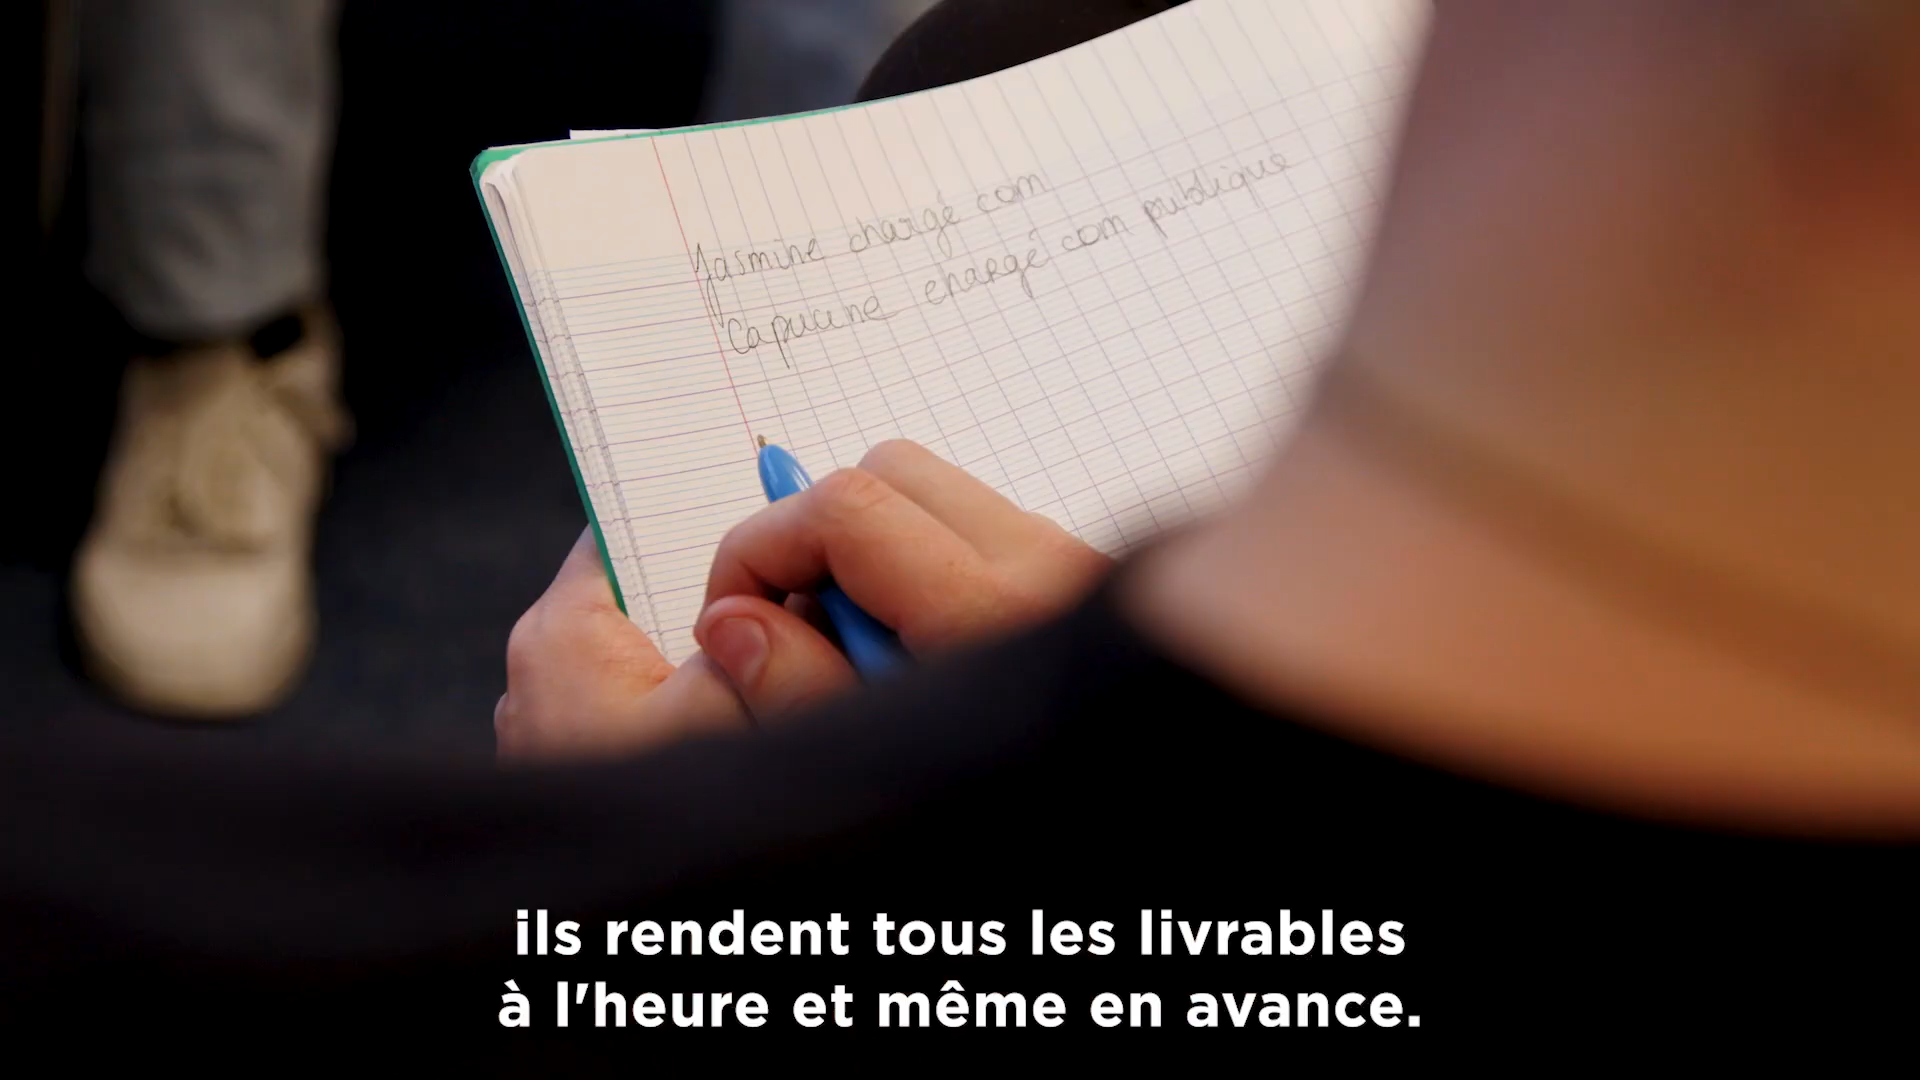 Jasmine chargé com
Capucine chargé com publique
ils rendent tous les livrables
à l'heure et même en avance.